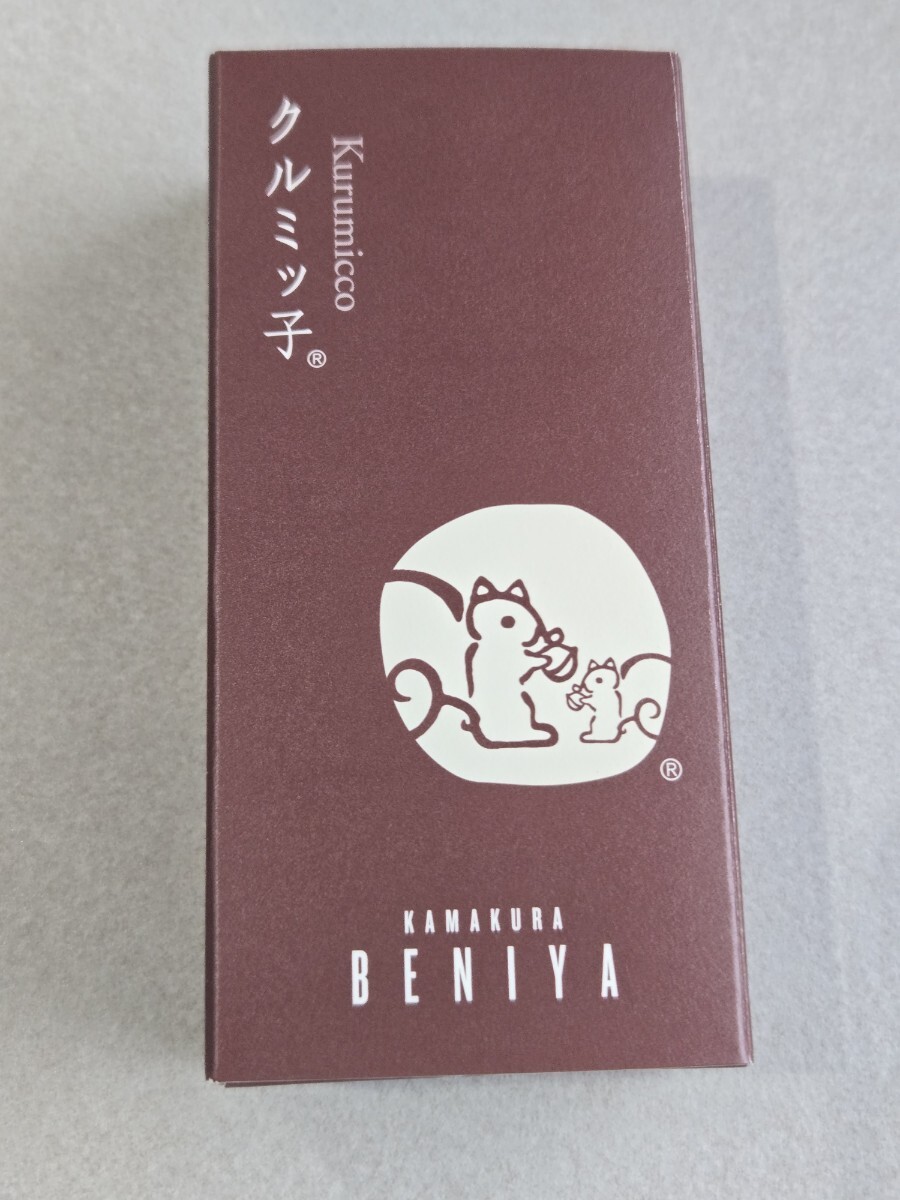 クルミッ子®
Kurumicco
®
KAMAKURA
BENIYA